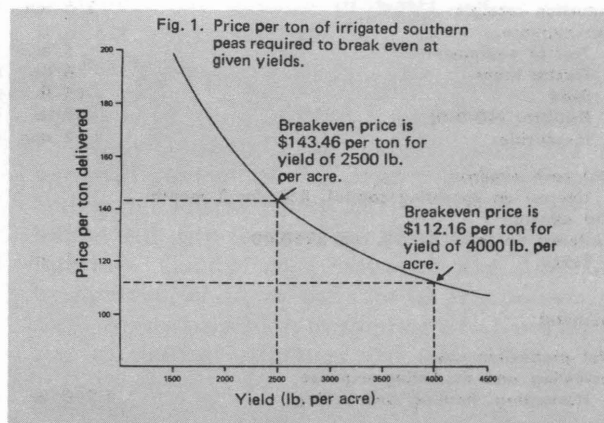 Fig. 1. Price per ton of irrigated southern
peas required to break even at
given yields.
Price per ton delivered
200
180
160
140
120
100
Breakeven price is
$143.46 per ton for
yield of 2500 lb.
per acre.
Breakeven price is
$112.16 per ton for
yield of 4000 lb. per
acre.
1500
2000
2500
3000
3500
4000
4500
Yield (lb. per acre)